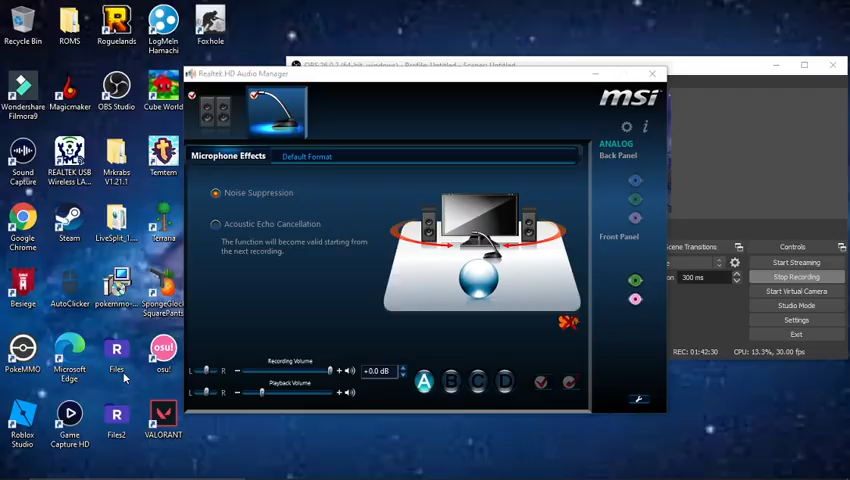 Recycle Bin
ROMS
Roguelands
LogMeIn
Hamachi
Foxhole
Wondershare
Filmora9
Magicmaker
OBS Studio
Cube World
Sound
Capture
REALTEK USB
Wireless LA...
Mrkrabs
V1.21.1
Temtem
Google
Chrome
Steam
LiveSplit_1....
Terraria
Besiege
AutoClicker
pokemmo-...
SpongeGlock
SquarePants
PokeMMO
Microsoft
Edge
Files
osu!
Roblox
Studio
Game
Capture HD
Files2
VALORANT
Realtek HD Audio Manager
msi
Microphone Effects
Default Format
Noise Suppression
Acoustic Echo Cancellation
The function will become valid starting from
the next recording.
Recording Volume
L R
+0.0 dB
Playback Volume
L R
A B C D
ANALOG
Back Panel
Front Panel
Scene Transitions
Controls
300 ms
Start Streaming
Stop Recording
Start Virtual Camera
Studio Mode
Settings
Exit
REC: 01:42:30
CPU: 13.3%, 30.00 fps